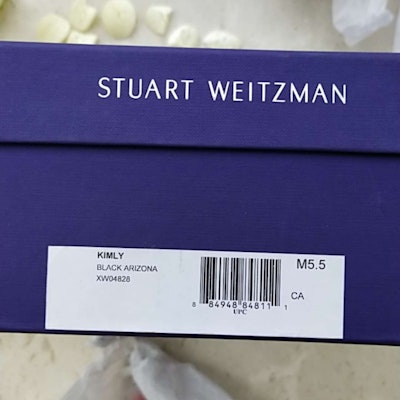 STUART WEITZMAN
KIMLY
BLACK ARIZONA
XW04828
M5.5
CA
8 84948 84811 1
UPC